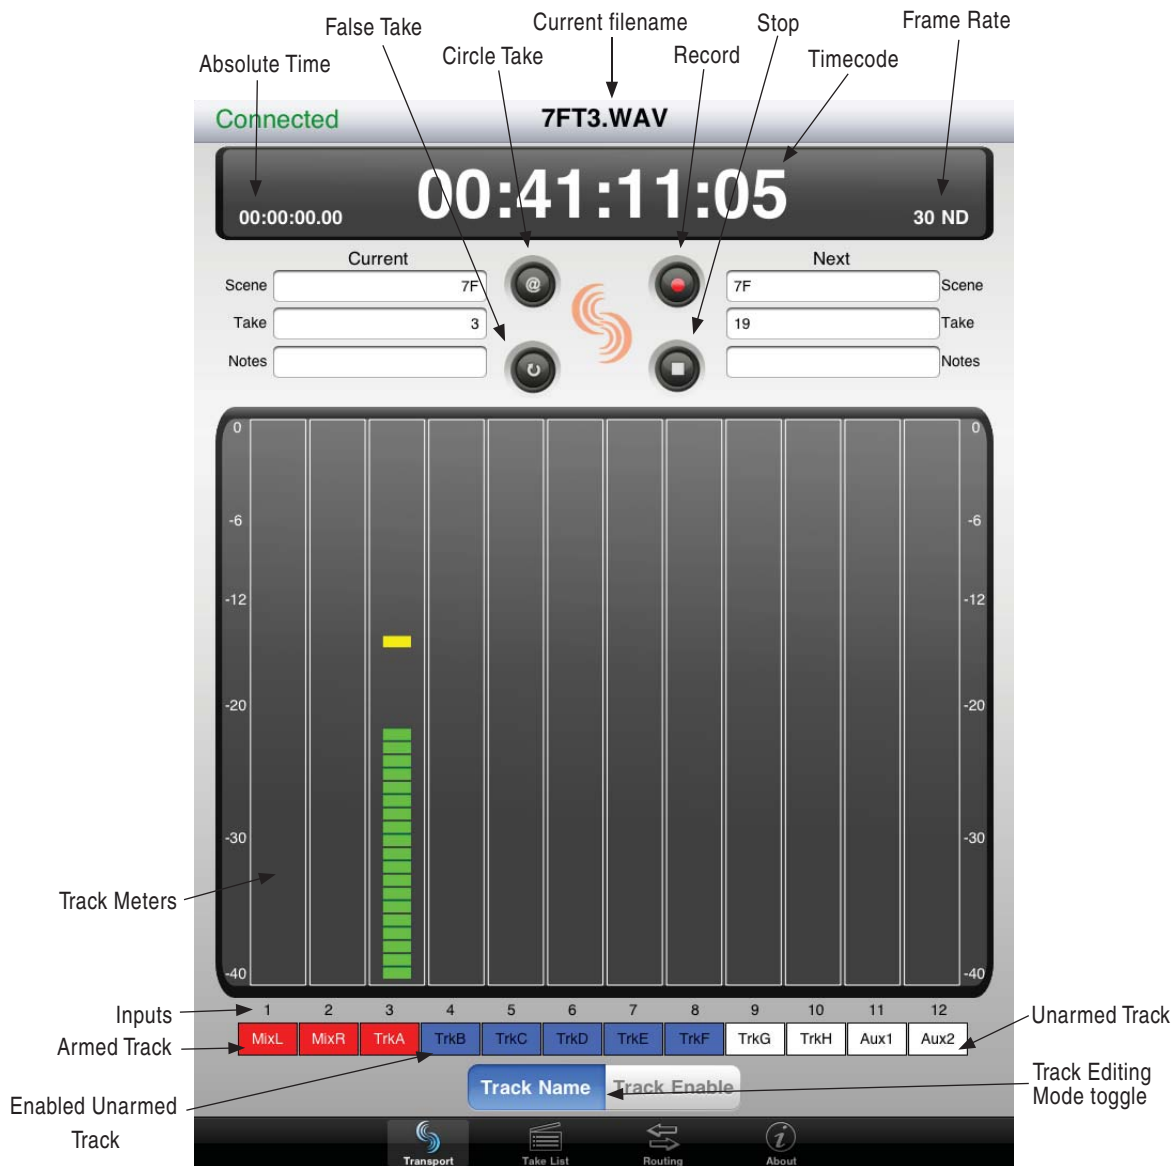 False Take
Current filename
Stop
Frame Rate
Absolute Time
Circle Take
Record
Timecode
Connected
7FT3.WAV
00:00:00.00
00:41:11:05
30 ND
Current
Next
Scene
7F
@
7F
Scene
Take
3
19
Take
Notes
Notes
0
0
-6
-6
-12
-12
-20
-20
-30
-30
Track Meters
-40
-40
Inputs
1 2 3 4 5 6 7 8 9 10 11 12
Unarmed Track
Armed Track
MixL MixR TrkA TrkB TrkC TrkD TrkE TrkF TrkG TrkH Aux1 Aux2
Track Name
Track Enable
Track Editing
Mode toggle
Enabled Unarmed
Track
Transport
Take List
Routing
About